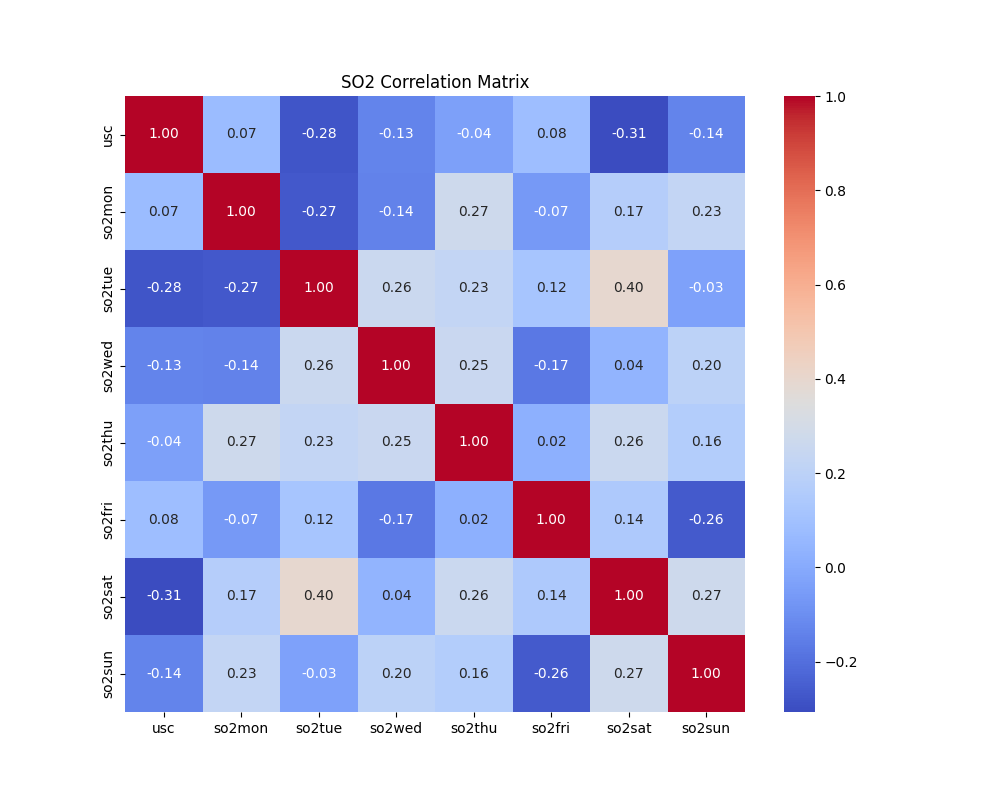 SO2 Correlation Matrix
usc 1.00 0.07 -0.28 -0.13 -0.04 0.08 -0.31 -0.14
so2mon 0.07 1.00 -0.27 -0.14 0.27 -0.07 0.17 0.23
so2tue -0.28 -0.27 1.00 0.26 0.23 0.12 0.40 -0.03
so2wed -0.13 -0.14 0.26 1.00 0.25 -0.17 0.04 0.20
so2thu -0.04 0.27 0.23 0.25 1.00 0.02 0.26 0.16
so2fri 0.08 -0.07 0.12 -0.17 0.02 1.00 0.14 -0.26
so2sat -0.31 0.17 0.40 0.04 0.26 0.14 1.00 0.27
so2sun -0.14 0.23 -0.03 0.20 0.16 -0.26 0.27 1.00
usc so2mon so2tue so2wed so2thu so2fri so2sat so2sun
1.0
0.8
0.6
0.4
0.2
0.0
−0.2